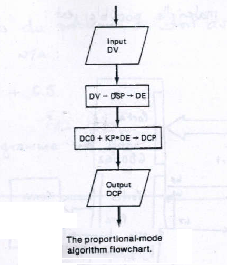 Input
DV
DV – DSP → DE
DC0 + KP*DE → DCP
Output
DCP
The proportional-mode
algorithm flowchart.